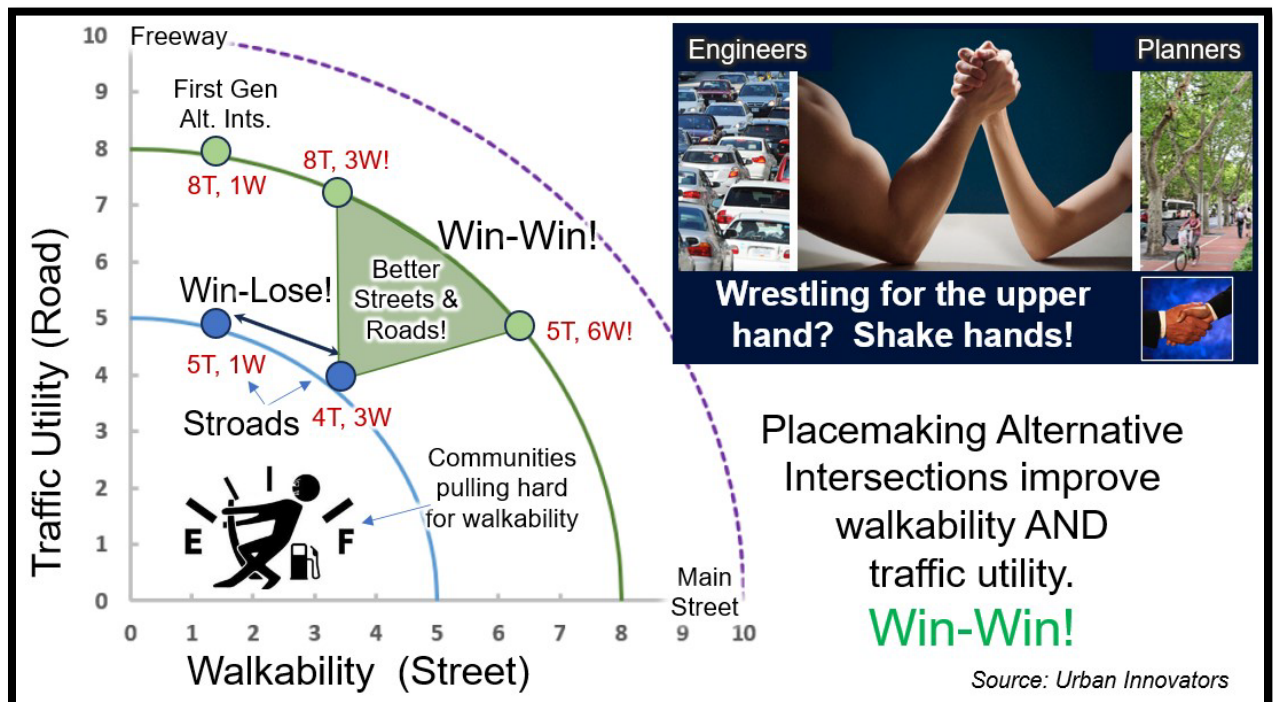 10
Freeway
9
8
7
6
5
4
3
2
1
0
Traffic Utility (Road)
First Gen
Alt. Ints.
8T, 1W
8T, 3W!
Win-Win!
Better
Streets &
Roads!
Win-Lose!
5T, 1W
5T, 6W!
4T, 3W
Stroads
Communities
pulling hard
for walkability
E
F
Main
Street
0 1 2 3 4 5 6 7 8 9 10
Walkability (Street)
Engineers
Planners
Wrestling for the upper
hand? Shake hands!
Placemaking Alternative
Intersections improve
walkability AND
traffic utility.
Win-Win!
Source: Urban Innovators